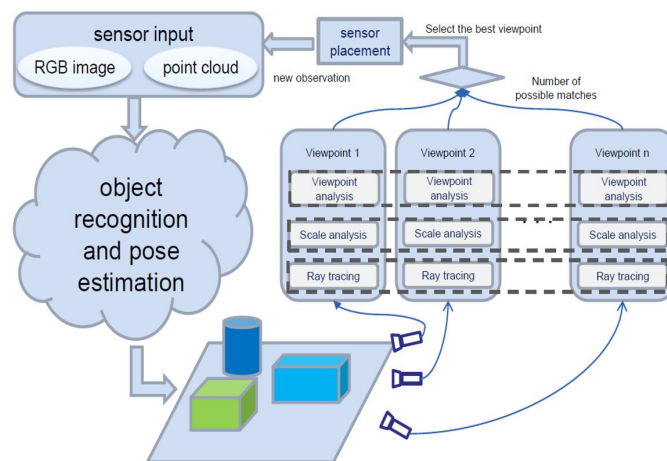 sensor input
RGB image
point cloud
sensor
placement
Select the best viewpoint
new observation
Number of
possible matches
object
recognition
and pose
estimation
Viewpoint 1
Viewpoint
analysis
Scale analysis
Ray tracing
Viewpoint 2
Viewpoint
analysis
Scale analysis
Ray tracing
. . .
Viewpoint n
Viewpoint
analysis
Scale analysis
Ray tracing